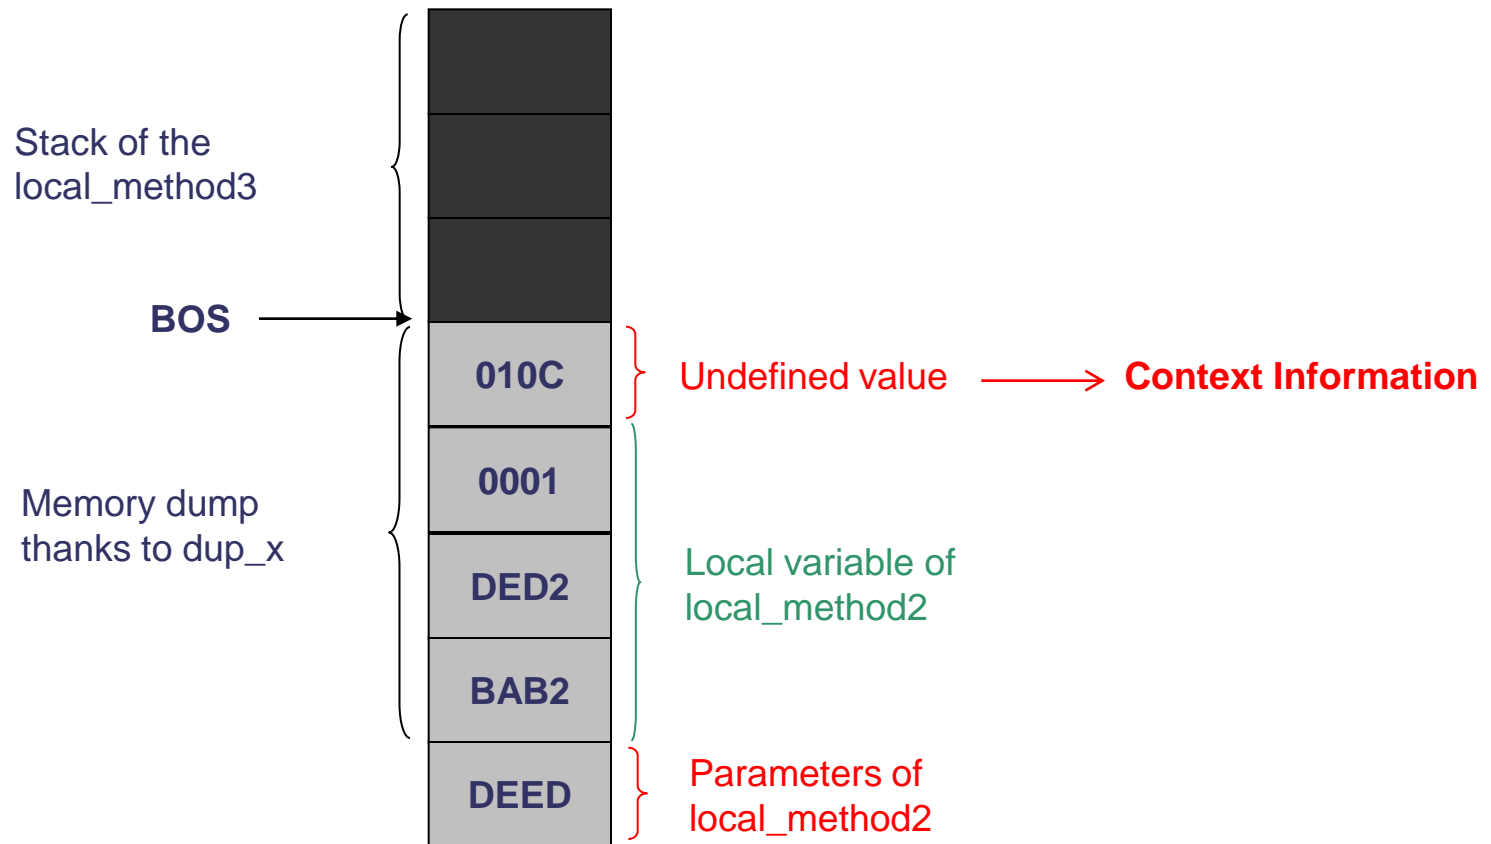 Stack of the
local_method3
BOS
010C
Undefined value
Context Information
0001
Memory dump
thanks to dup_x
DED2
Local variable of
local_method2
BAB2
DEED
Parameters of
local_method2